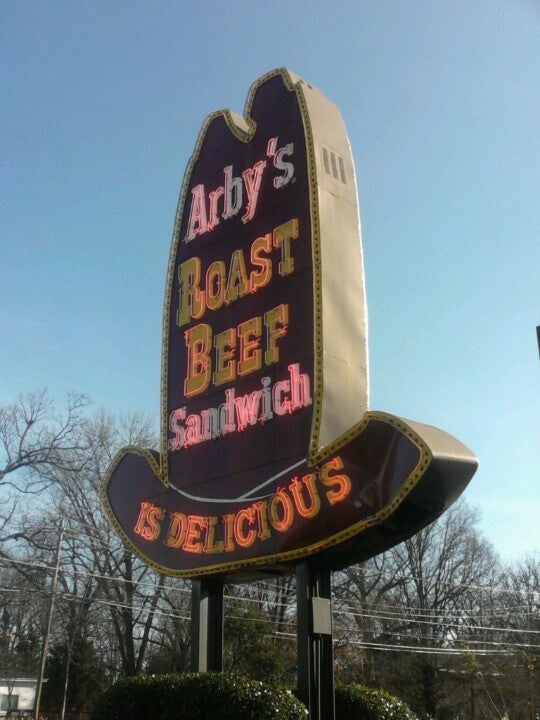 Arby's
ROAST
BEEF
Sandwich
IS DELICIOUS
®